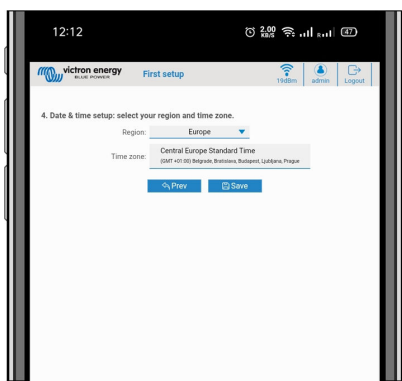 12:12
2.00 KB/S R 47
victron energy
BLUE POWER
First setup
19dBm
admin
Logout
4. Date & time setup: select your region and time zone.
Region: Europe
Time zone: Central Europe Standard Time
(GMT +01:00) Belgrade, Bratislava, Budapest, Ljubljana, Prague
Prev
Save